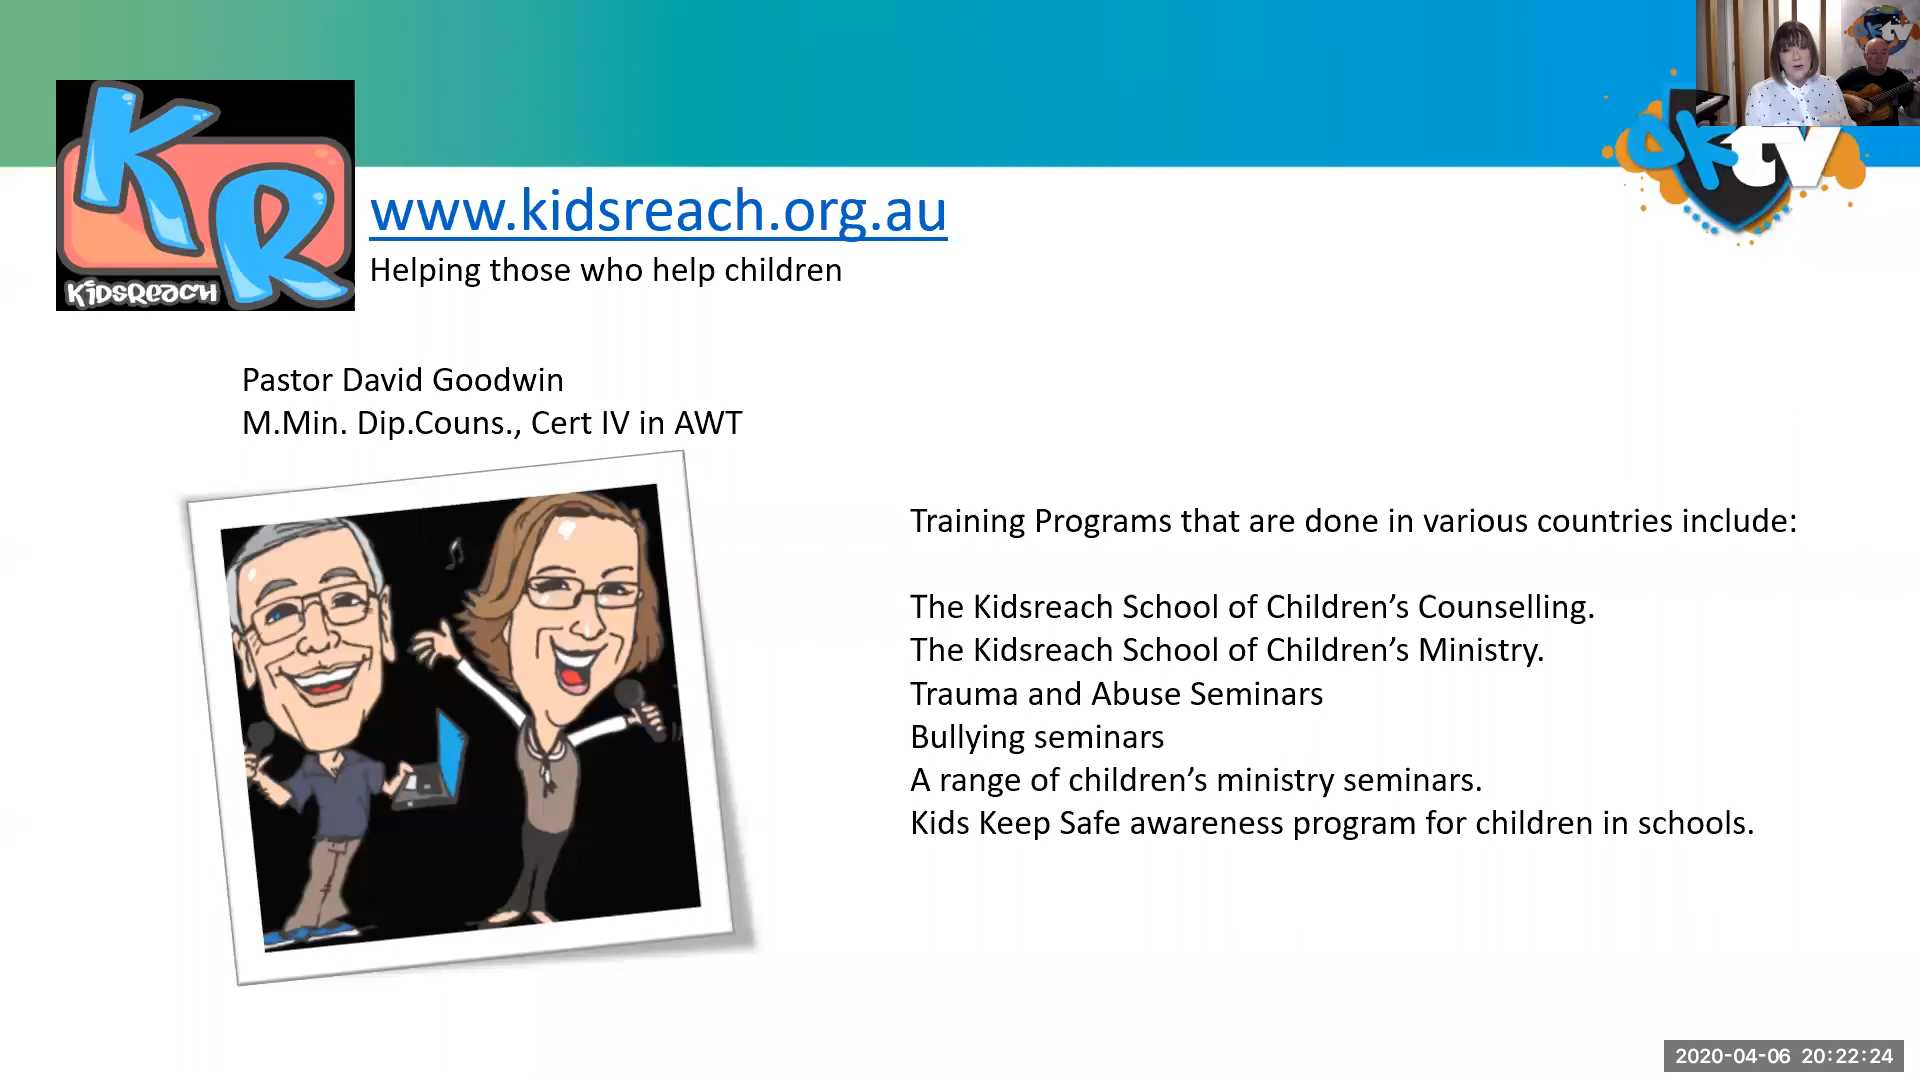 OKtv
KR
KidsReach
www.kidsreach.org.au
Helping those who help children
Pastor David Goodwin
M.Min. Dip.Couns., Cert IV in AWT
Training Programs that are done in various countries include:
The Kidsreach School of Children’s Counselling.
The Kidsreach School of Children’s Ministry.
Trauma and Abuse Seminars
Bullying seminars
A range of children’s ministry seminars.
Kids Keep Safe awareness program for children in schools.
2020-04-06 20:22:24